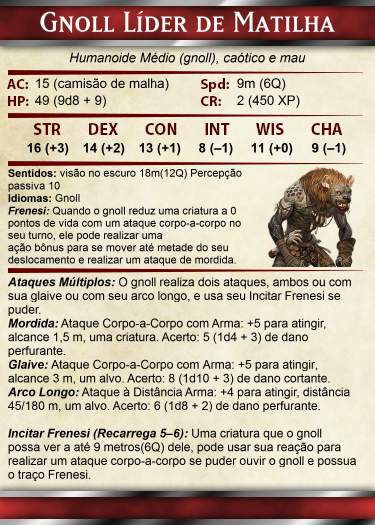 Gnoll Líder de Matilha
Humanoide Médio (gnoll), caótico e mau
AC: 15 (camisão de malha) Spd: 9m (6Q)
HP: 49 (9d8 + 9) CR: 2 (450 XP)
STR DEX CON INT WIS CHA
16 (+3) 14 (+2) 13 (+1) 8 (–1) 11 (+0) 9 (–1)
Sentidos: visão no escuro 18m(12Q) Percepção
passiva 10
Idiomas: Gnoll
Frenesi: Quando o gnoll reduz uma criatura a 0
pontos de vida com um ataque corpo-a-corpo no
seu turno, ele pode realizar uma
ação bônus para se mover até metade do seu
deslocamento e realizar um ataque de mordida.
Ataques Múltiplos: O gnoll realiza dois ataques, ambos ou com
sua glaive ou com seu arco longo, e usa seu Incitar Frenesi se
puder.
Mordida: Ataque Corpo-a-Corpo com Arma: +5 para atingir,
alcance 1,5 m, uma criatura. Acerto: 5 (1d4 + 3) de dano
perfurante.
Glaive: Ataque Corpo-a-Corpo com Arma: +5 para atingir,
alcance 3 m, um alvo. Acerto: 8 (1d10 + 3) de dano cortante.
Arco Longo: Ataque à Distância Arma: +4 para atingir, distância
45/180 m, um alvo. Acerto: 6 (1d8 + 2) de dano perfurante.
Incitar Frenesi (Recarrega 5–6): Uma criatura que o gnoll
possa ver a até 9 metros(6Q) dele, pode usar sua reação para
realizar um ataque corpo-a-corpo se puder ouvir o gnoll e possua
o traço Frenesi.